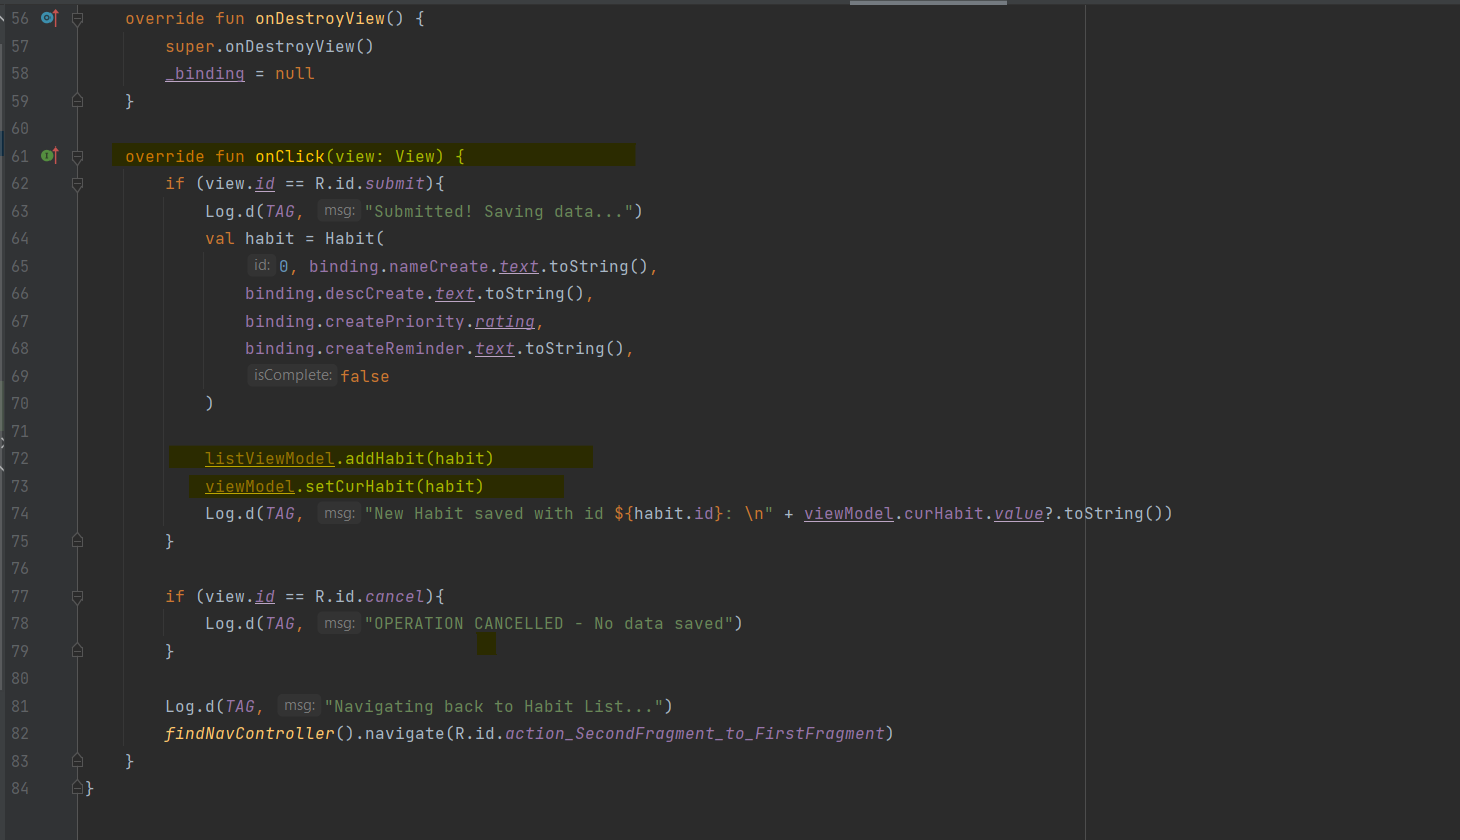 56 override fun onDestroyView() {
57 super.onDestroyView()
58 _binding = null
59 }
60
61 override fun onClick(view: View) {
62 if (view.id == R.id.submit){
63 Log.d(TAG, msg: "Submitted! Saving data...")
64 val habit = Habit(
65 id: 0, binding.nameCreate.text.toString(),
66 binding.descCreate.text.toString(),
67 binding.createPriority.rating,
68 binding.createReminder.text.toString(),
69 isComplete: false
70 )
71
72 listViewModel.addHabit(habit)
73 viewModel.setCurHabit(habit)
74 Log.d(TAG, msg: "New Habit saved with id ${habit.id}: \n" + viewModel.curHabit.value?.toString())
75 }
76
77 if (view.id == R.id.cancel){
78 Log.d(TAG, msg: "OPERATION CANCELLED - No data saved")
79 }
80
81 Log.d(TAG, msg: "Navigating back to Habit List...")
82 findNavController().navigate(R.id.action_SecondFragment_to_FirstFragment)
83 }
84 }